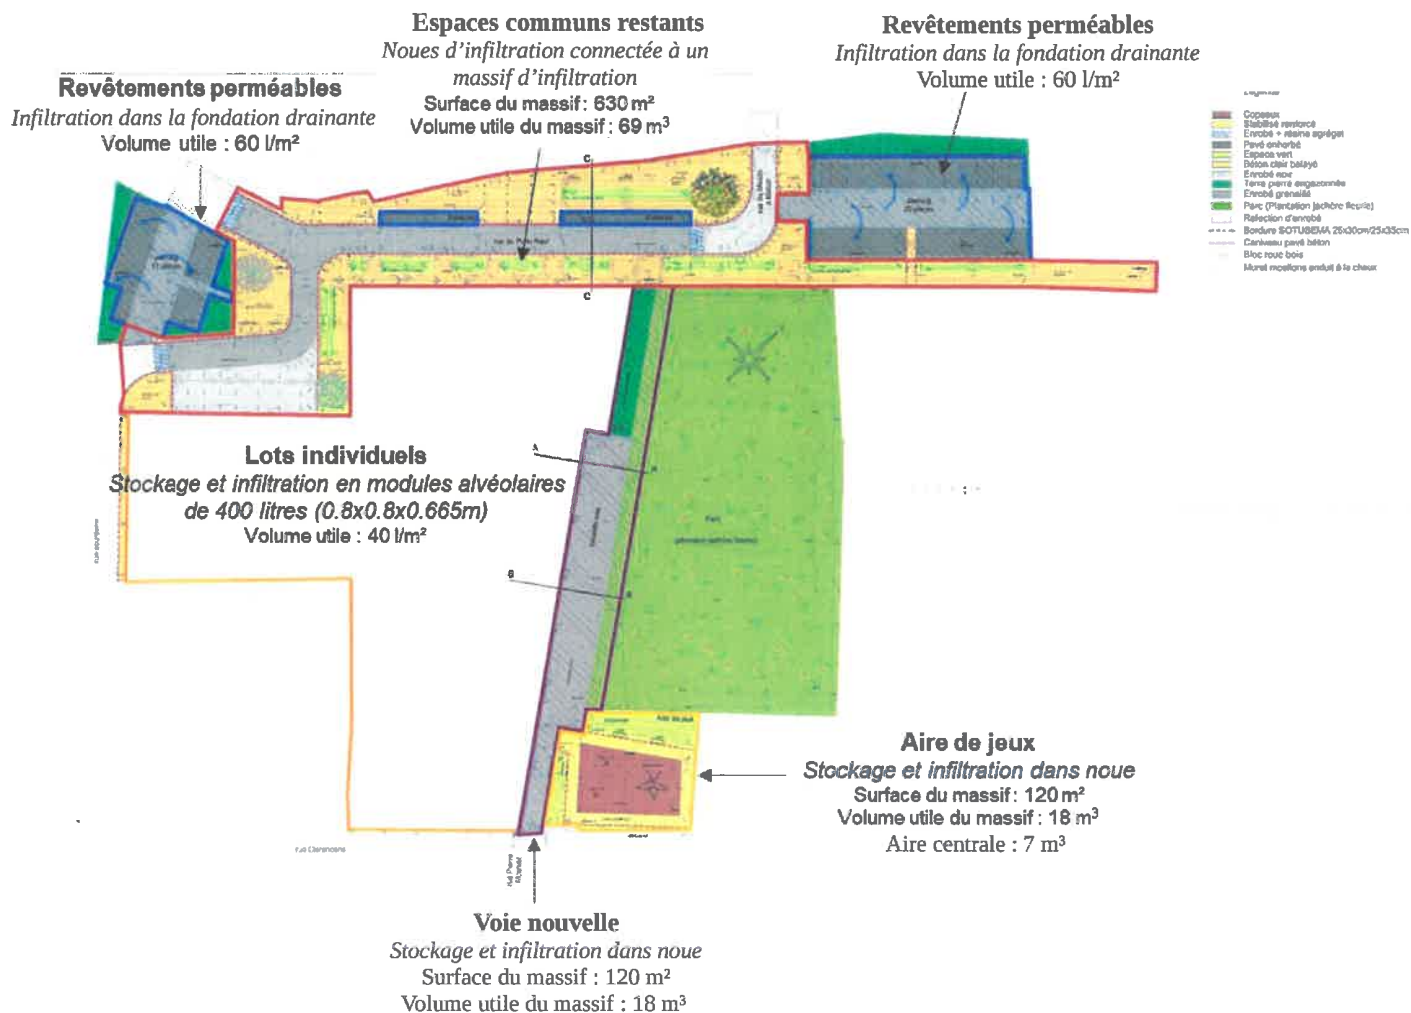 Espaces communs restants
Noues d’infiltration connectée à un
massif d’infiltration
Surface du massif : 630 m²
Volume utile du massif : 69 m³
Revêtements perméables
Infiltration dans la fondation drainante
Volume utile : 60 l/m²
Revêtements perméables
Infiltration dans la fondation drainante
Volume utile : 60 l/m²
Copeaux
Stabilisé renforcé
Enrobé + résine
Pavé enherbé
Espace vert
Béton clair balayé
Enrobé noir
Terre pierre engazonnée
Enrobé grenaillé
Parc (Plantation jachère fleurie)
Refection d'enrobé
Bordure SOTUBEMA 25x30cm/25x35cm
Caniveau pavé béton
Bloc roue bois
Muret moellons enduit à la chaux
C
C
Lots individuels
Stockage et infiltration en modules alvéolaires
de 400 litres (0.8x0.8x0.665m)
Volume utile : 40 l/m²
A
B
Parc
Aire de jeux
Stockage et infiltration dans noue
Surface du massif : 120 m²
Volume utile du massif : 18 m³
Aire centrale : 7 m³
Voie nouvelle
Stockage et infiltration dans noue
Surface du massif : 120 m²
Volume utile du massif : 18 m³